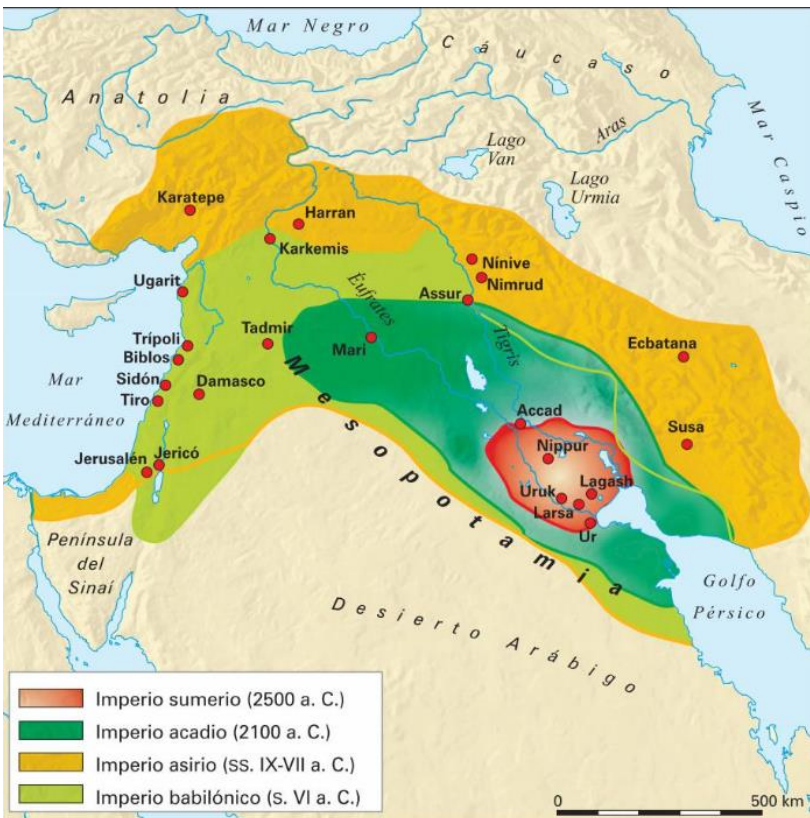 Mar Negro
Cáucaso
Anatolia
Mar Caspio
Aras
Lago
Van
Lago
Urmia
Karatepe
Harran
Karkemis
Nínive
Nimrud
Ugarit
Assur
Éufrates
Tigris
Trípoli
Tadmir
Mari
Ecbatana
Biblos
Sidón
Damasco
Tiro
Mar
Mediterráneo
Mesopotamia
Accad
Susa
Nippur
Jerusalén
Jericó
Uruk
Lagash
Larsa
Ur
Península
del
Sinaí
Golfo
Pérsico
Desierto Arábigo
Imperio sumerio (2500 a. C.)
Imperio acadio (2100 a. C.)
Imperio asirio (SS. IX-VII a. C.)
Imperio babilónico (S. VI a. C.)
0 500 km